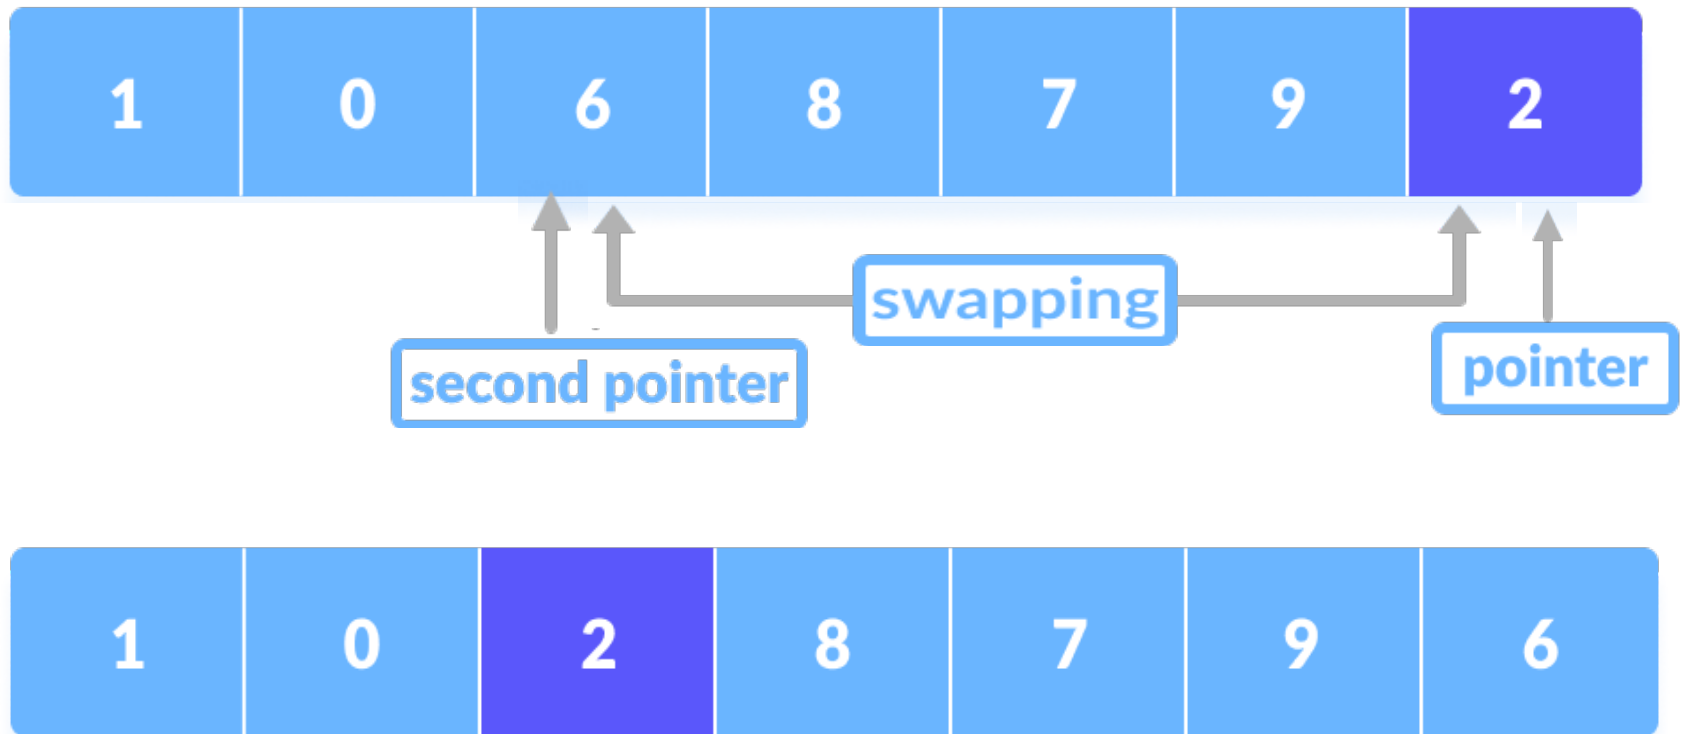 1 0 6 8 7 9 2
swapping
second pointer
pointer
1 0 2 8 7 9 6